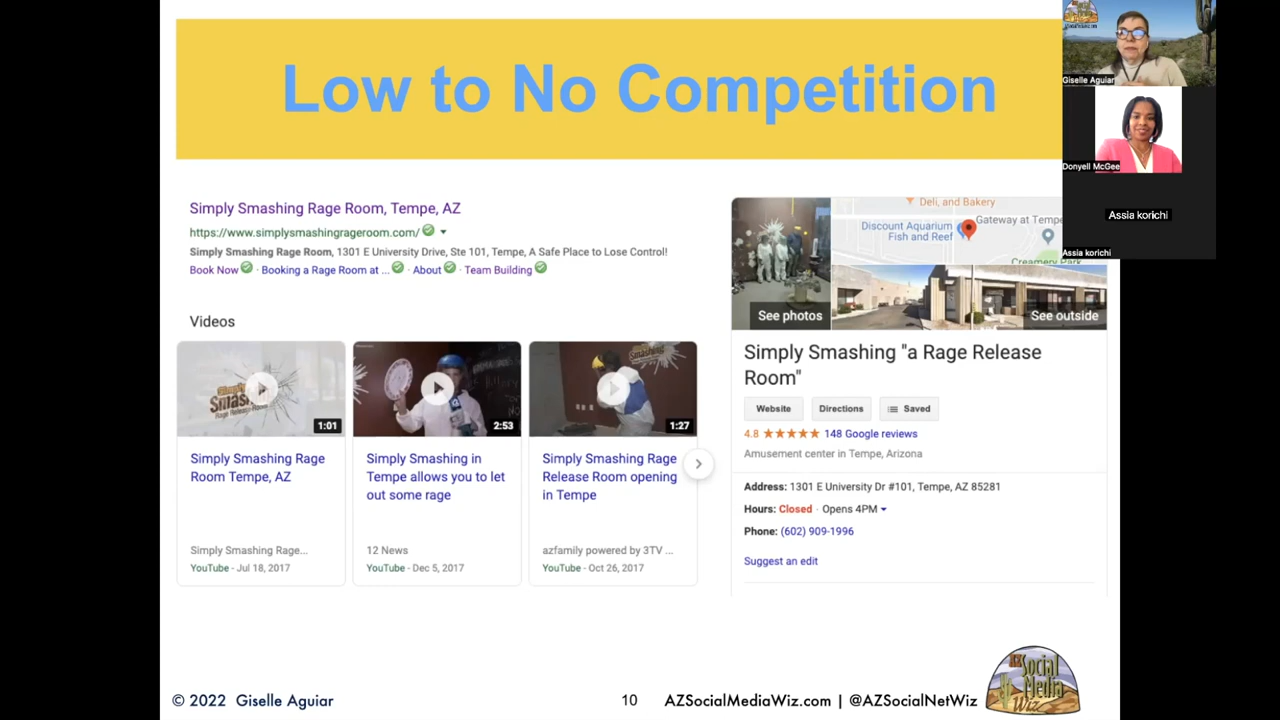 Low to No Competition
Simply Smashing Rage Room, Tempe, AZ
https://www.simplysmashingrageroom.com/
Simply Smashing Rage Room, 1301 E University Drive, Ste 101, Tempe, A Safe Place to Lose Control!
Book Now · Booking a Rage Room at ... · About · Team Building
Videos
1:01
Simply Smashing Rage
Room Tempe, AZ
Simply Smashing Rage...
YouTube - Jul 18, 2017
2:53
Simply Smashing in
Tempe allows you to let
out some rage
12 News
YouTube - Dec 5, 2017
1:27
Simply Smashing Rage
Release Room opening
in Tempe
azfamily powered by 3TV ...
YouTube - Oct 26, 2017
Deli, and Bakery
Discount Aquarium
Fish and Reef
Gateway at Tempe
Creamery Park
See photos
See outside
Simply Smashing "a Rage Release
Room"
Website
Directions
Saved
4.8
148 Google reviews
Amusement center in Tempe, Arizona
Address: 1301 E University Dr #101, Tempe, AZ 85281
Hours: Closed · Opens 4PM
Phone: (602) 909-1996
Suggest an edit
Giselle Aguiar
Donyell McGee
Assia korichi
Assia korichi
© 2022 Giselle Aguiar
10
AZSocialMediaWiz.com | @AZSocialNetWiz
AZ Social
Media
Wiz